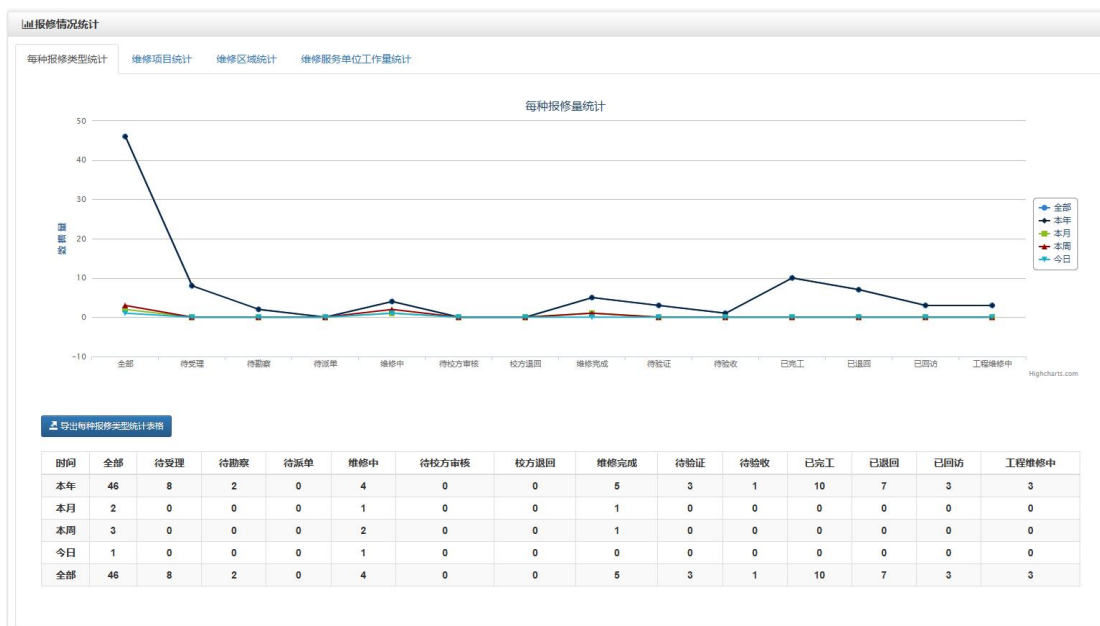 报修情况统计
每种报修类型统计 维修项目统计 维修区域统计 维修服务单位工作量统计
每种报修量统计
50
40
30
20
10
0
-10
数据量
全部 待受理 待勘察 待派单 维修中 待校方审核 校方退回 维修完成 待验证 待验收 已完工 已退回 已回访 工程维修中
全部
本年
本月
本周
今日
Highcharts.com
导出每种报修类型统计表格
时间 全部 待受理 待勘察 待派单 维修中 待校方审核 校方退回 维修完成 待验证 待验收 已完工 已退回 已回访 工程维修中
本年 46 8 2 0 4 0 0 5 3 1 10 7 3 3
本月 2 0 0 0 1 0 0 1 0 0 0 0 0 0
本周 3 0 0 0 2 0 0 1 0 0 0 0 0 0
今日 1 0 0 0 1 0 0 0 0 0 0 0 0 0
全部 46 8 2 0 4 0 0 5 3 1 10 7 3 3